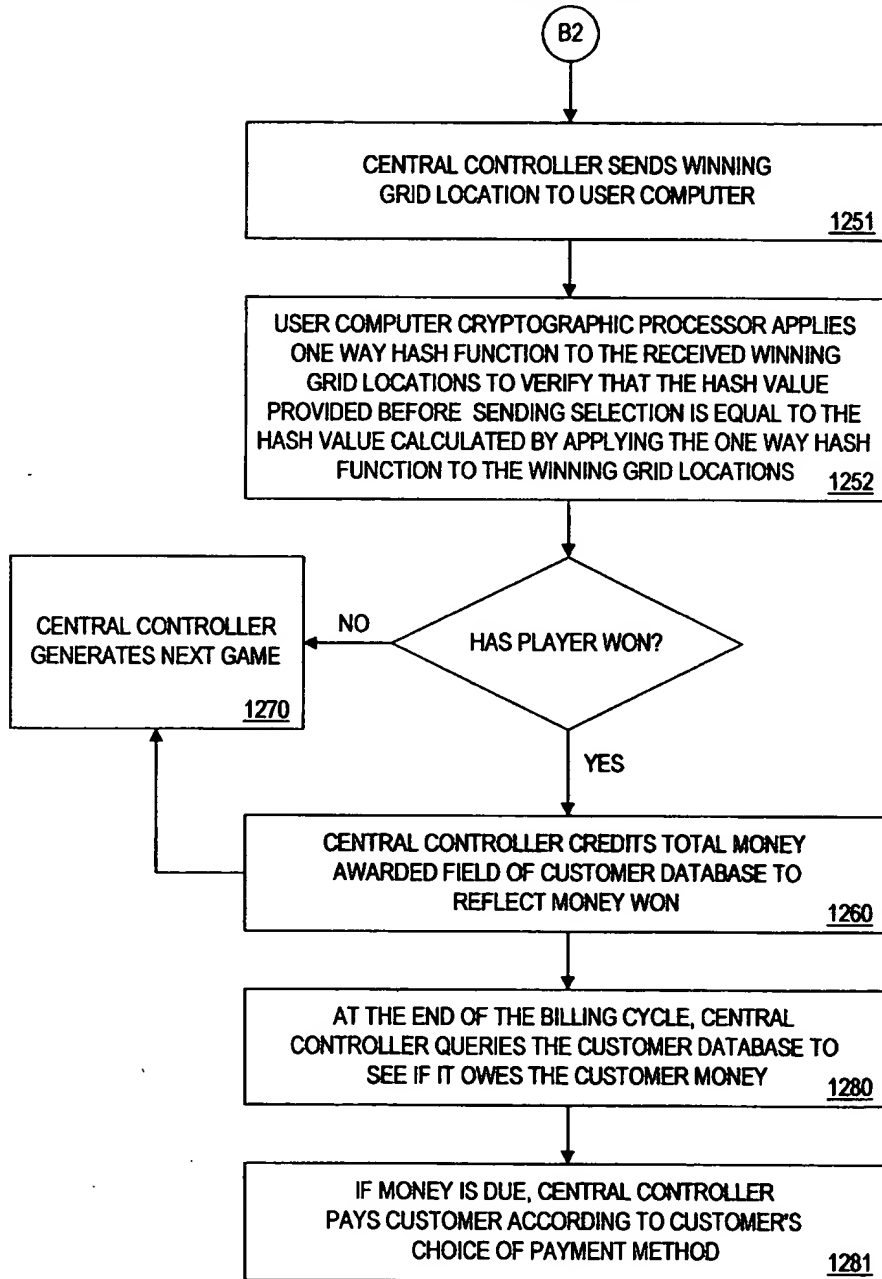 B2
CENTRAL CONTROLLER SENDS WINNING
GRID LOCATION TO USER COMPUTER
1251
USER COMPUTER CRYPTOGRAPHIC PROCESSOR APPLIES
ONE WAY HASH FUNCTION TO THE RECEIVED WINNING
GRID LOCATIONS TO VERIFY THAT THE HASH VALUE
PROVIDED BEFORE SENDING SELECTION IS EQUAL TO THE
HASH VALUE CALCULATED BY APPLYING THE ONE WAY HASH
FUNCTION TO THE WINNING GRID LOCATIONS
1252
HAS PLAYER WON?
NO
CENTRAL CONTROLLER
GENERATES NEXT GAME
1270
YES
CENTRAL CONTROLLER CREDITS TOTAL MONEY
AWARDED FIELD OF CUSTOMER DATABASE TO
REFLECT MONEY WON
1260
AT THE END OF THE BILLING CYCLE, CENTRAL
CONTROLLER QUERIES THE CUSTOMER DATABASE TO
SEE IF IT OWES THE CUSTOMER MONEY
1280
IF MONEY IS DUE, CENTRAL CONTROLLER
PAYS CUSTOMER ACCORDING TO CUSTOMER'S
CHOICE OF PAYMENT METHOD
1281